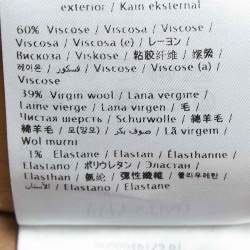 exterior / Kain eksternal
60% Viscose / Viscosa / Viscose /
Viscosa / Viscosa (e) / レーヨン /
Вискоза / Viskose / 粘胶纤维 / 嫘縈 /
레이온 / فسكوز / Viscose / Viscose (a) /
Viscose
39% Virgin wool / Lana vergine /
Laine vierge / Lana virgen / 毛 /
Чистая шерсть / Schurwolle / 綿羊毛
/ 綿羊毛 / 모(양모) / صوف بكر / Lã virgem /
Wol murni
1% Elastane / Elastan / Élasthanne /
Elastano / ポリウレタン / Эластан /
Elasthan / 氨纶 / 彈性纖維 / 폴리우레탄 /
الاستان / Elastano / Elastane